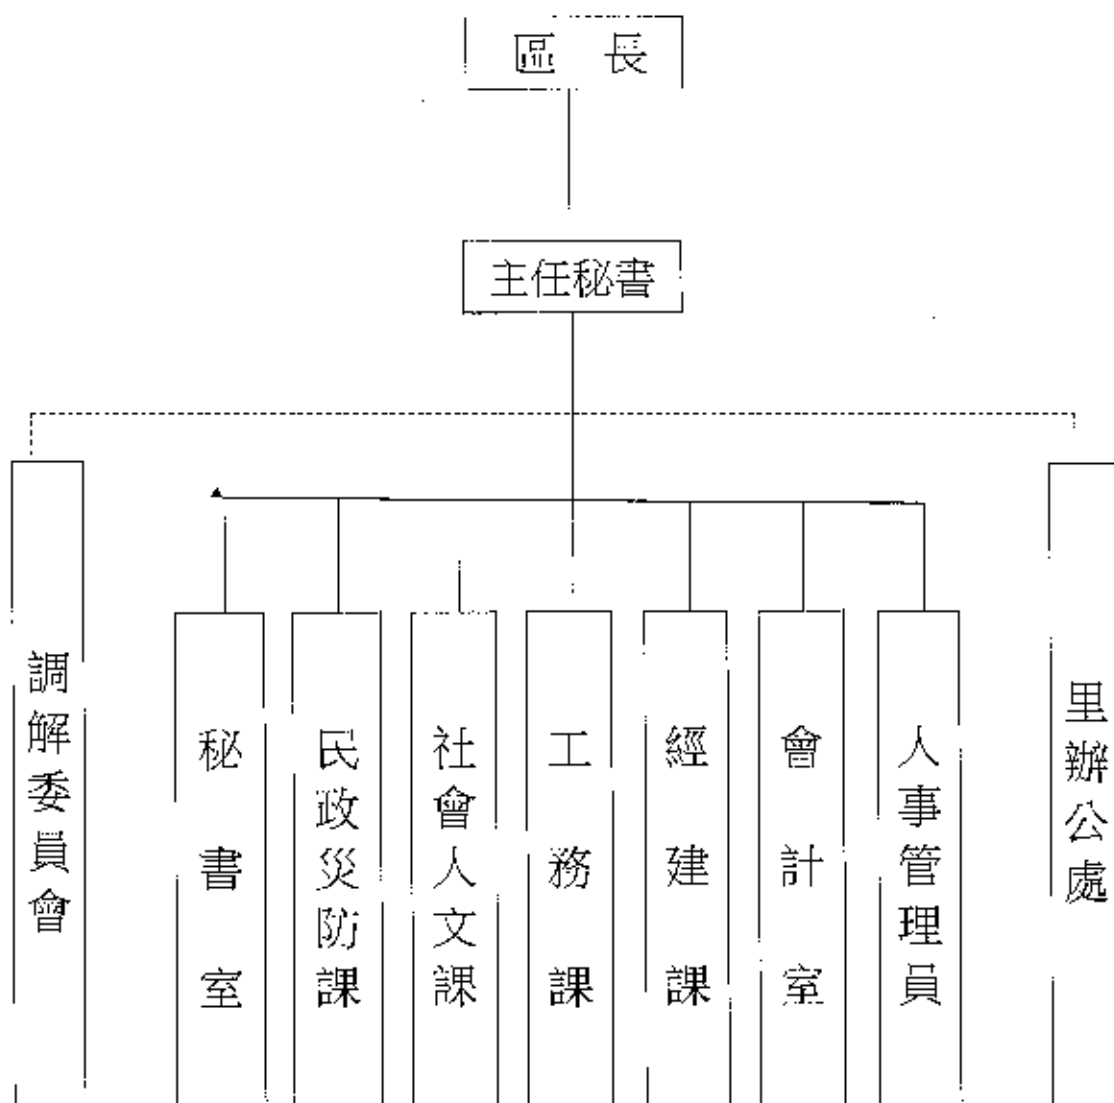 區長
主任秘書
調解委員會
秘書室
民政災防課
社會人文課
工務課
經建課
會計室
人事管理員
里辦公處